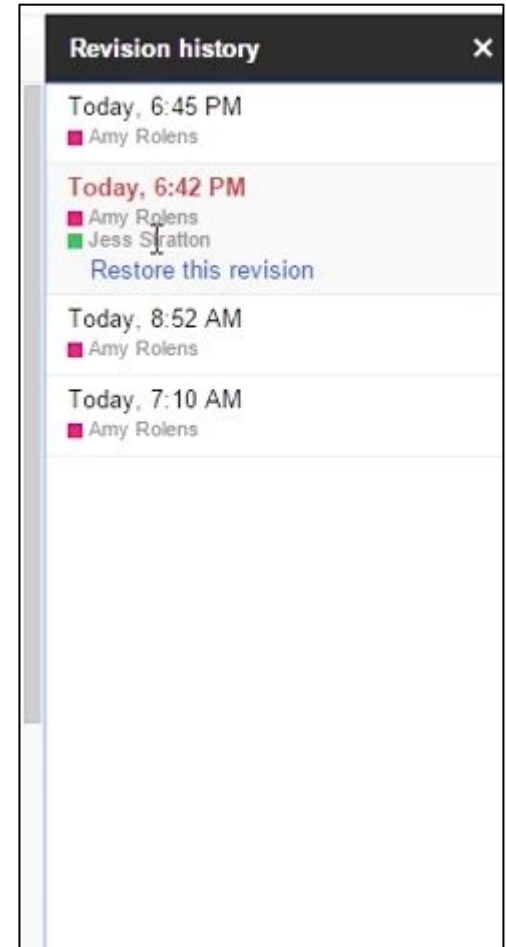 Revision history ×
Today, 6:45 PM
Amy Rolens
Today, 6:42 PM
Amy Rolens
Jess Stratton
Restore this revision
Today, 8:52 AM
Amy Rolens
Today, 7:10 AM
Amy Rolens